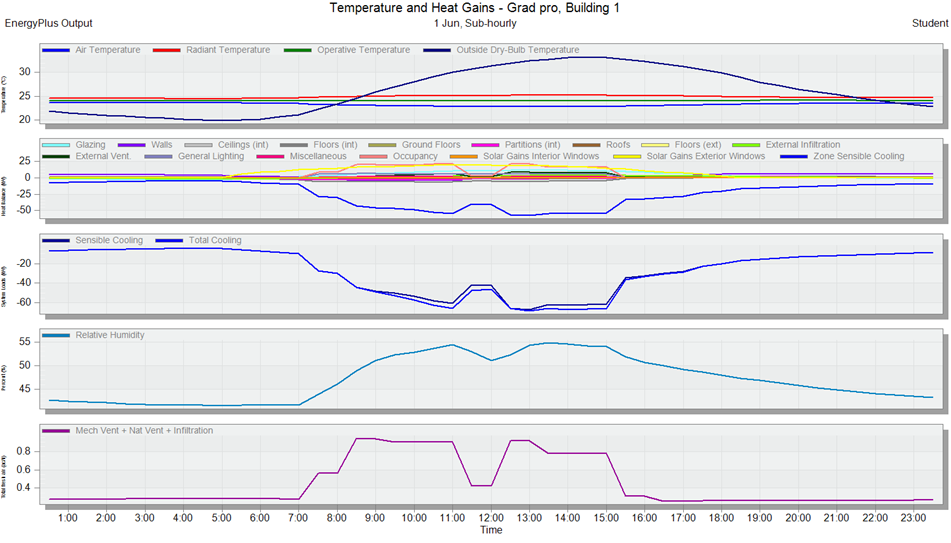 Temperature and Heat Gains - Grad pro, Building 1
EnergyPlus Output 1 Jun, Sub-hourly Student
Air Temperature Radiant Temperature Operative Temperature Outside Dry-Bulb Temperature
Temperature (°C)
30
25
20
Glazing Walls Ceilings (int) Floors (int) Ground Floors Partitions (int) Roofs Floors (ext) External Infiltration
External Vent. General Lighting Miscellaneous Occupancy Solar Gains Interior Windows Solar Gains Exterior Windows Zone Sensible Cooling
Heat Balance (kW)
25
0
-25
-50
Sensible Cooling Total Cooling
System Loads (kW)
-20
-40
-60
Relative Humidity
Percent (%)
55
50
45
Mech Vent + Nat Vent + Infiltration
Total fresh air (ac/h)
0.8
0.6
0.4
1:00 2:00 3:00 4:00 5:00 6:00 7:00 8:00 9:00 10:00 11:00 12:00 13:00 14:00 15:00 16:00 17:00 18:00 19:00 20:00 21:00 22:00 23:00
Time